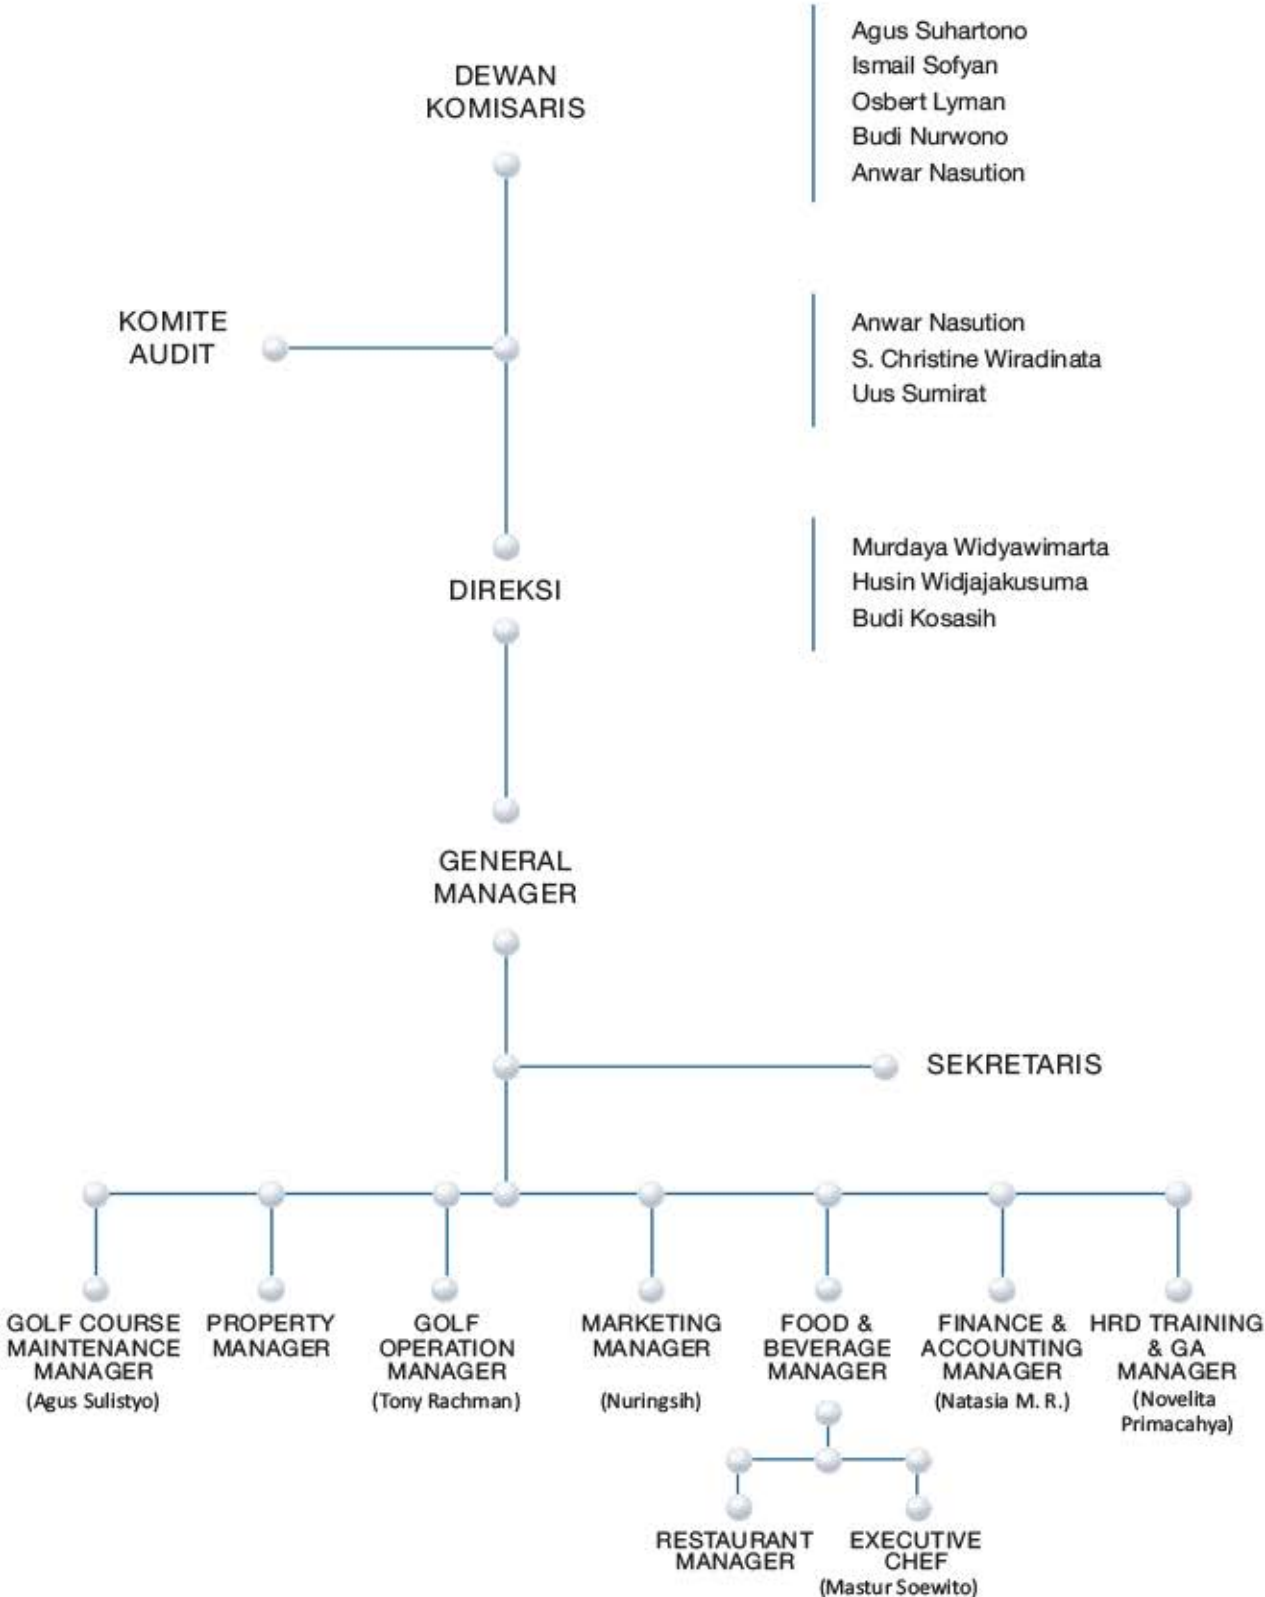 DEWAN
KOMISARIS
Agus Suhartono
Ismail Sofyan
Osbert Lyman
Budi Nurwono
Anwar Nasution
KOMITE
AUDIT
Anwar Nasution
S. Christine Wiradinata
Uus Sumirat
DIREKSI
Murdaya Widyawimarta
Husin Widjajakusuma
Budi Kosasih
GENERAL
MANAGER
SEKRETARIS
GOLF COURSE
MAINTENANCE
MANAGER
(Agus Sulistyo)
PROPERTY
MANAGER
GOLF
OPERATION
MANAGER
(Tony Rachman)
MARKETING
MANAGER
(Nuringsih)
FOOD &
BEVERAGE
MANAGER
FINANCE &
ACCOUNTING
MANAGER
(Natasia M. R.)
HRD TRAINING
& GA
MANAGER
(Novelita
Primacahya)
RESTAURANT
MANAGER
EXECUTIVE
CHEF
(Mastur Soewito)